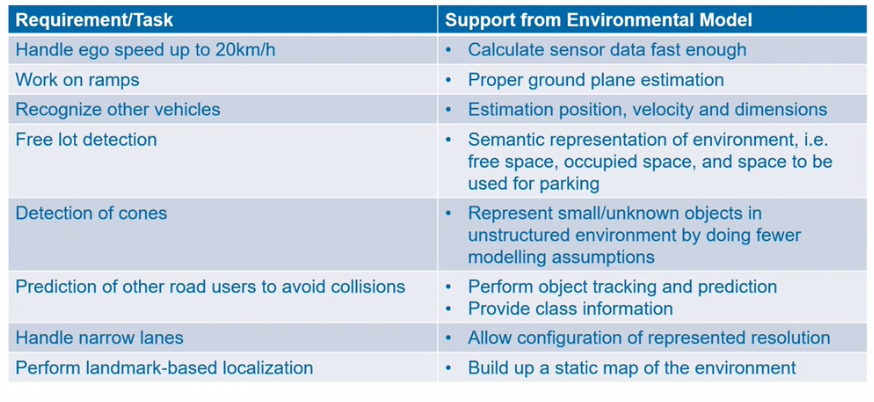 Requirement/Task
Support from Environmental Model
Handle ego speed up to 20km/h
• Calculate sensor data fast enough
Work on ramps
• Proper ground plane estimation
Recognize other vehicles
• Estimation position, velocity and dimensions
Free lot detection
• Semantic representation of environment, i.e.
free space, occupied space, and space to be
used for parking
Detection of cones
• Represent small/unknown objects in
unstructured environment by doing fewer
modelling assumptions
Prediction of other road users to avoid collisions
• Perform object tracking and prediction
• Provide class information
Handle narrow lanes
• Allow configuration of represented resolution
Perform landmark-based localization
• Build up a static map of the environment